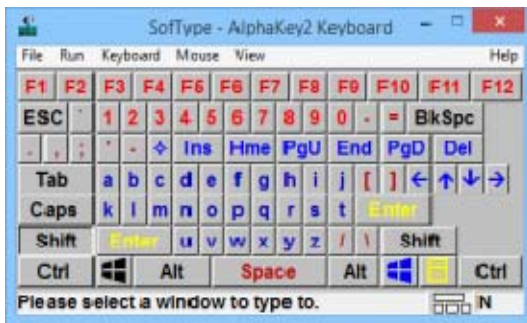 SofType - AlphaKey2 Keyboard
File Run Keyboard Mouse View Help
F1 F2 F3 F4 F5 F6 F7 F8 F9 F10 F11 F12
ESC ` 1 2 3 4 5 6 7 8 9 0 - = BkSpc
Ins Hme PgU End PgD Del
Tab a b c d e f g h i j [ ] ← ↑ ↓ →
Caps k l m n o p q r s t Enter
Shift Enter u v w x y z / \ Shift
Ctrl Alt Space Alt Ctrl
Please select a window to type to. N